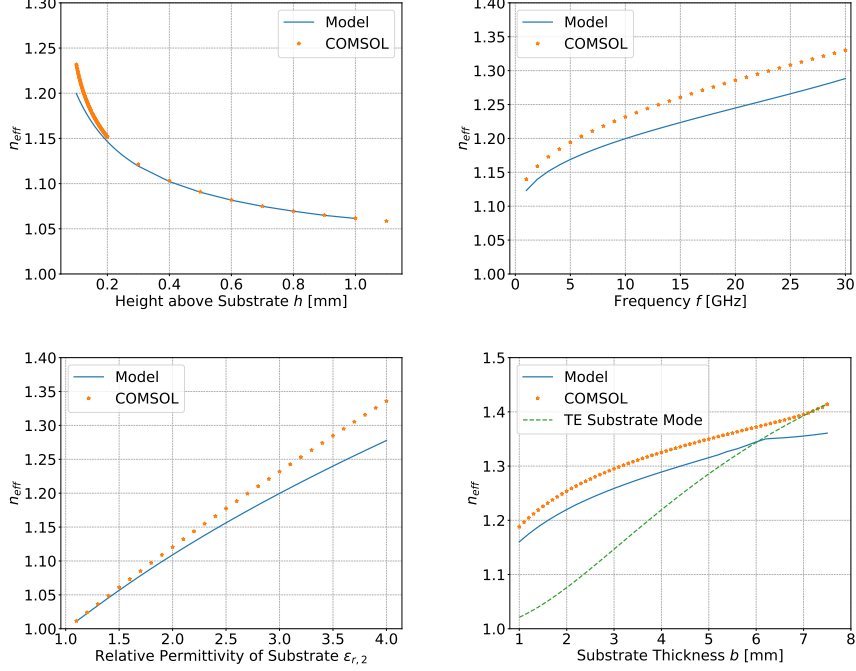 1.30
1.25
1.20
1.15
1.10
1.05
1.00
n_eff
Model
COMSOL
0.2 0.4 0.6 0.8 1.0
Height above Substrate h [mm]
1.40
1.35
1.30
1.25
1.20
1.15
1.10
1.05
1.00
n_eff
Model
COMSOL
0 5 10 15 20 25 30
Frequency f [GHz]
1.40
1.35
1.30
1.25
1.20
1.15
1.10
1.05
1.00
n_eff
Model
COMSOL
1.0 1.5 2.0 2.5 3.0 3.5 4.0
Relative Permittivity of Substrate ε_r, 2
1.5
1.4
1.3
1.2
1.1
1.0
n_eff
Model
COMSOL
TE Substrate Mode
1 2 3 4 5 6 7 8
Substrate Thickness b [mm]